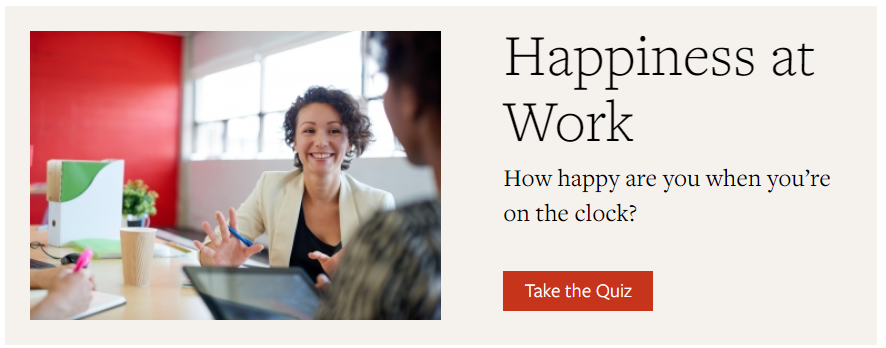 Happiness at
Work
How happy are you when you’re
on the clock?
Take the Quiz